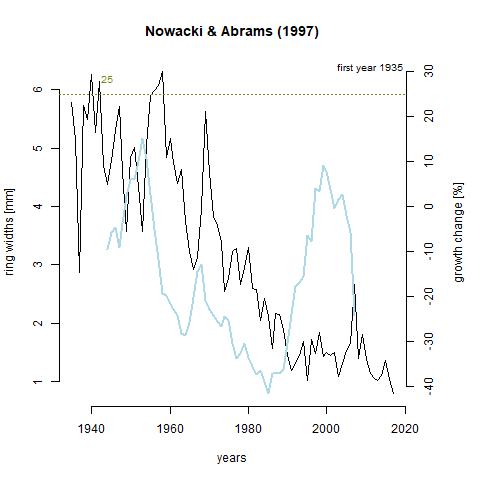 Nowacki & Abrams (1997)
first year 1935
25
ring widths [mm]
1 2 3 4 5 6
growth change [%]
-40 -30 -20 -10 0 10 20 30
1940 1960 1980 2000 2020
years